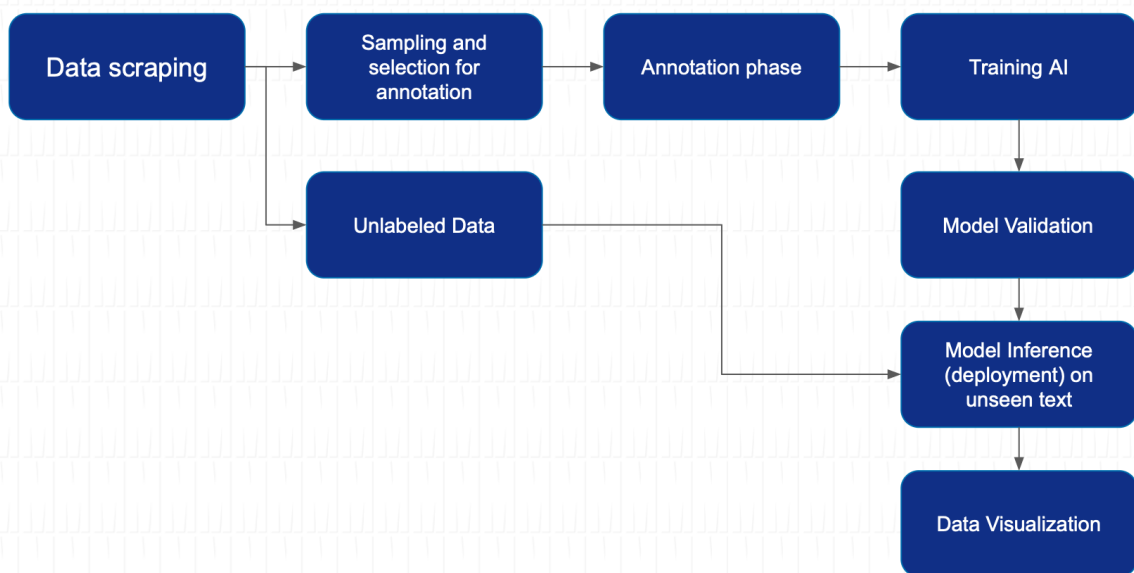 Data scraping
Sampling and
selection for
annotation
Annotation phase
Training AI
Unlabeled Data
Model Validation
Model Inference
(deployment) on
unseen text
Data Visualization